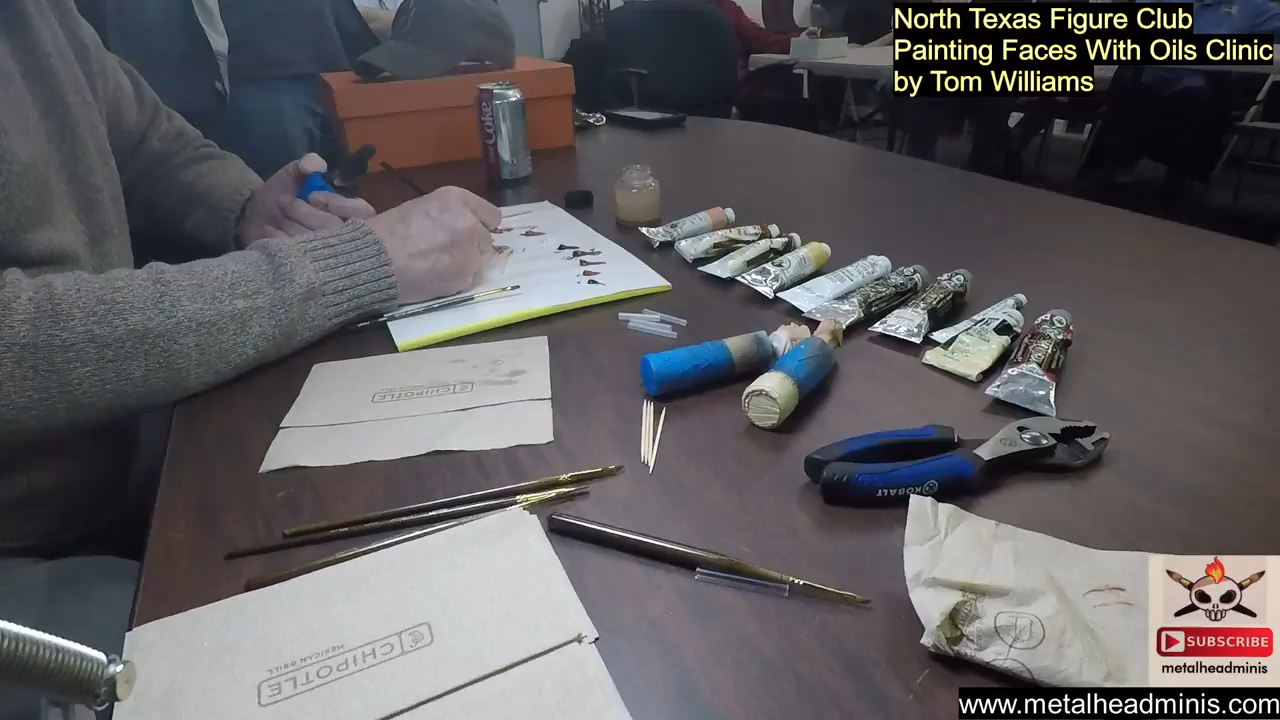 North Texas Figure Club
Painting Faces With Oils Clinic
by Tom Williams
Coke
CHIPOTLE
MEXICAN GRILL
KOBALT
CHIPOTLE
MEXICAN GRILL
SUBSCRIBE
metalheadminis
www.metalheadminis.com